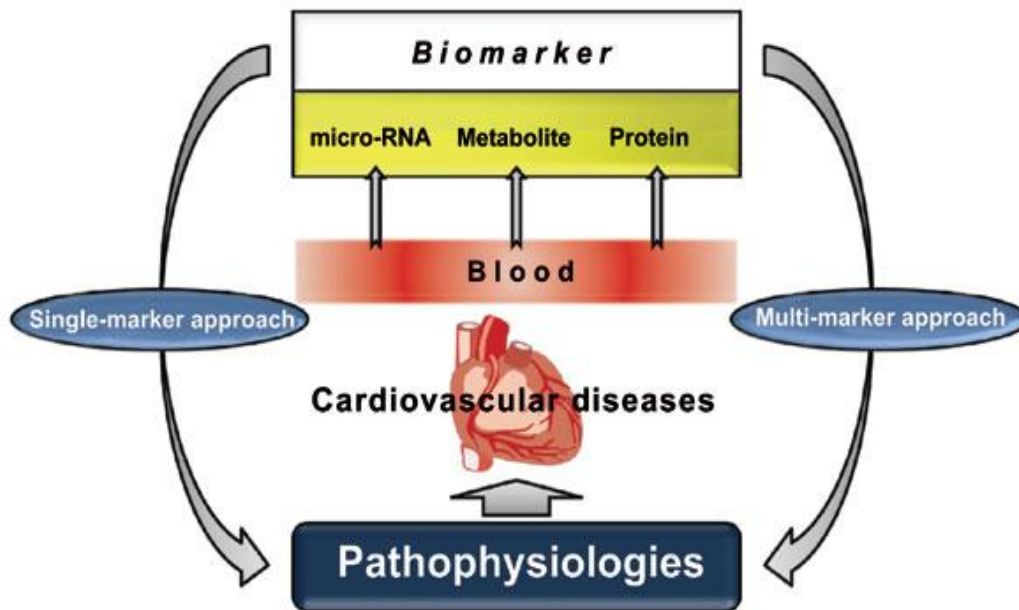 Biomarker
micro-RNA Metabolite Protein
Blood
Single-marker approach
Multi-marker approach
Cardiovascular diseases
Pathophysiologies